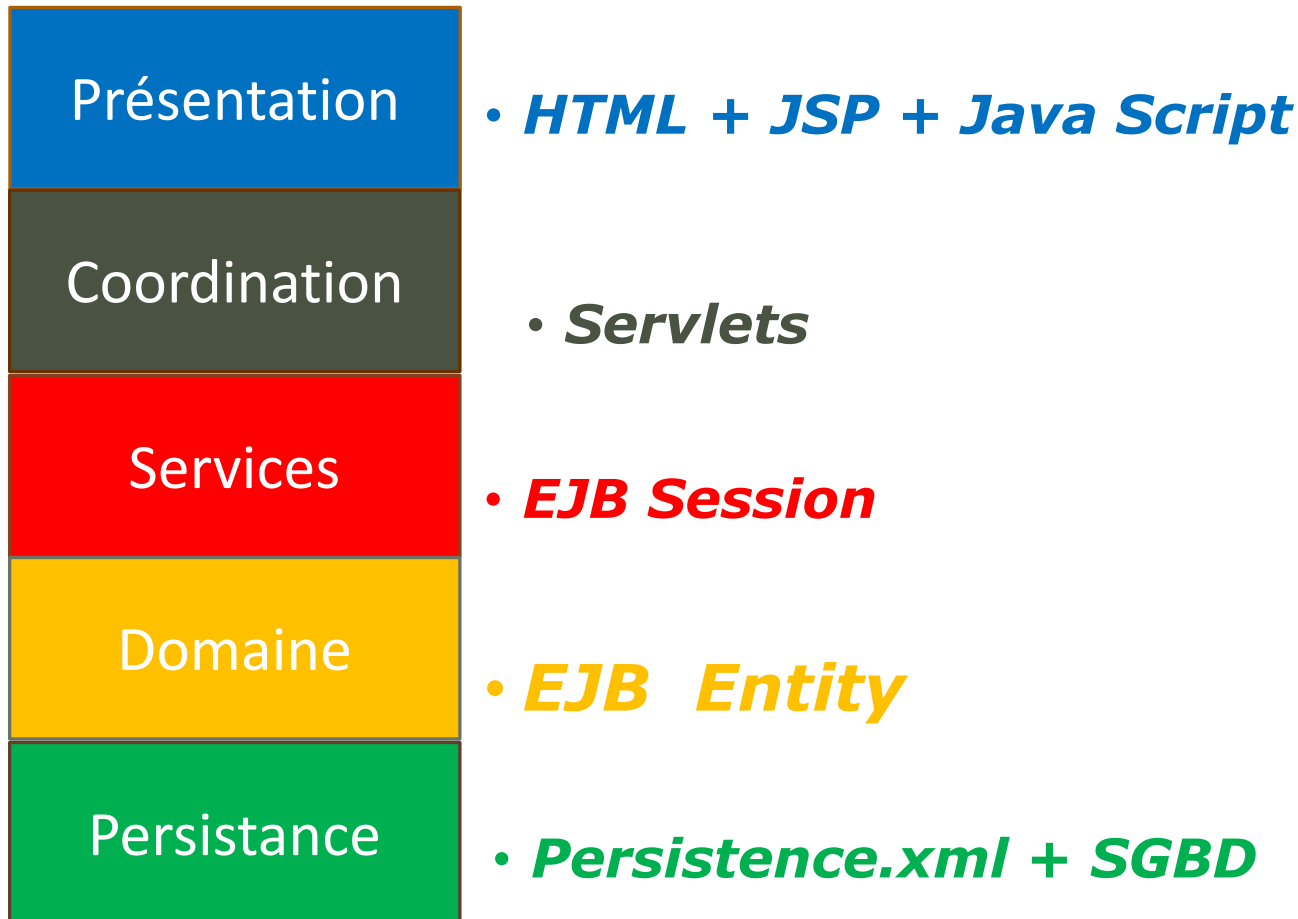 Présentation
• HTML + JSP + Java Script
Coordination
• Servlets
Services
• EJB Session
Domaine
• EJB Entity
Persistance
• Persistence.xml + SGBD